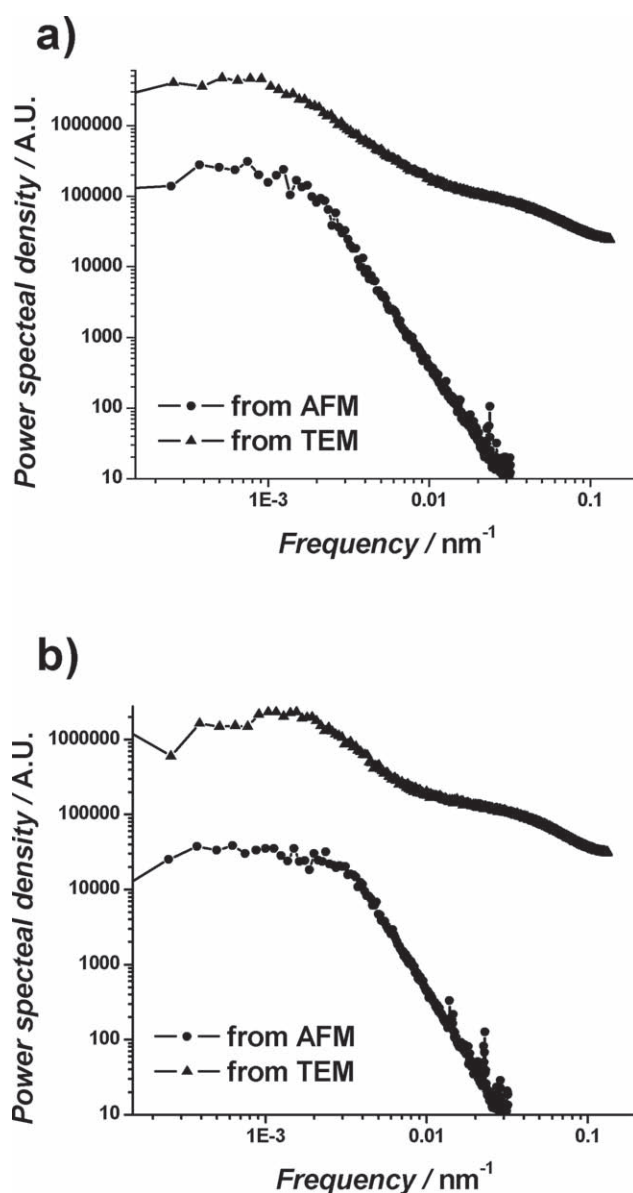 a)
Power specteal density / A.U.
1000000
100000
10000
1000
100
10
from AFM
from TEM
1E-3 0.01 0.1
Frequency / nm-1
b)
Power specteal density / A.U.
1000000
100000
10000
1000
100
10
from AFM
from TEM
1E-3 0.01 0.1
Frequency / nm-1